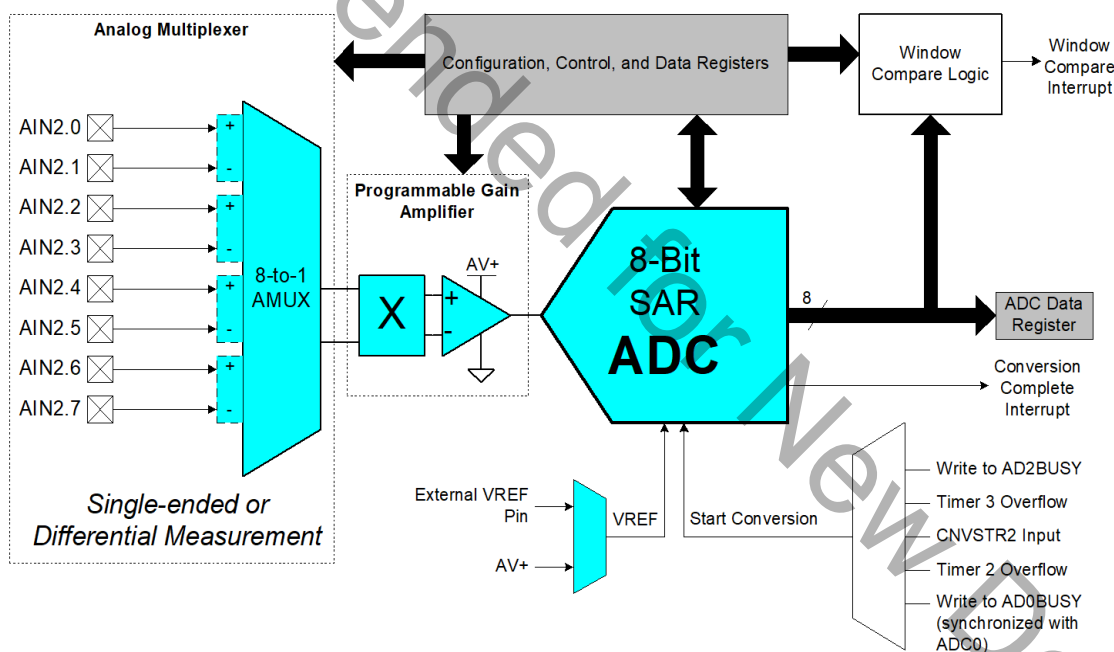 Analog Multiplexer
AIN2.0
AIN2.1
AIN2.2
AIN2.3
AIN2.4
AIN2.5
AIN2.6
AIN2.7
+
-
+
-
+
-
+
-
8-to-1
AMUX
Single-ended or
Differential Measurement
Configuration, Control, and Data Registers
Programmable Gain
Amplifier
X
AV+
+
-
8-Bit
SAR
ADC
Window
Compare Logic
Window
Compare
Interrupt
8
ADC Data
Register
Conversion
Complete
Interrupt
External VREF
Pin
AV+
VREF
Start Conversion
Write to AD2BUSY
Timer 3 Overflow
CNVSTR2 Input
Timer 2 Overflow
Write to AD0BUSY
(synchronized with
ADC0)
ended for New De